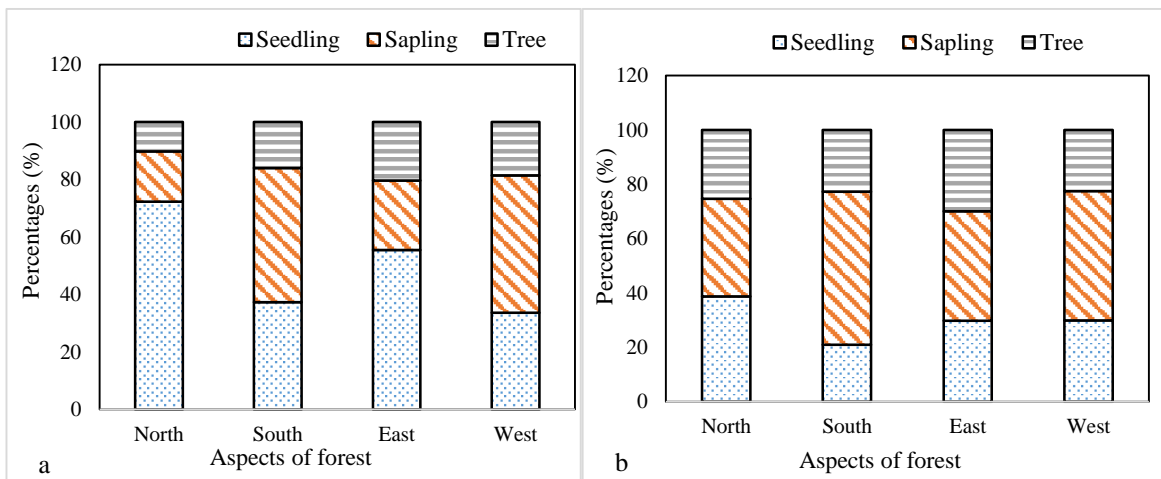 Seedling Sapling Tree
120
100
80
60
40
20
0
Percentages (%)
North South East West
Aspects of forest
a
Seedling Sapling Tree
120
100
80
60
40
20
0
Percentages (%)
North South East West
Aspects of forest
b